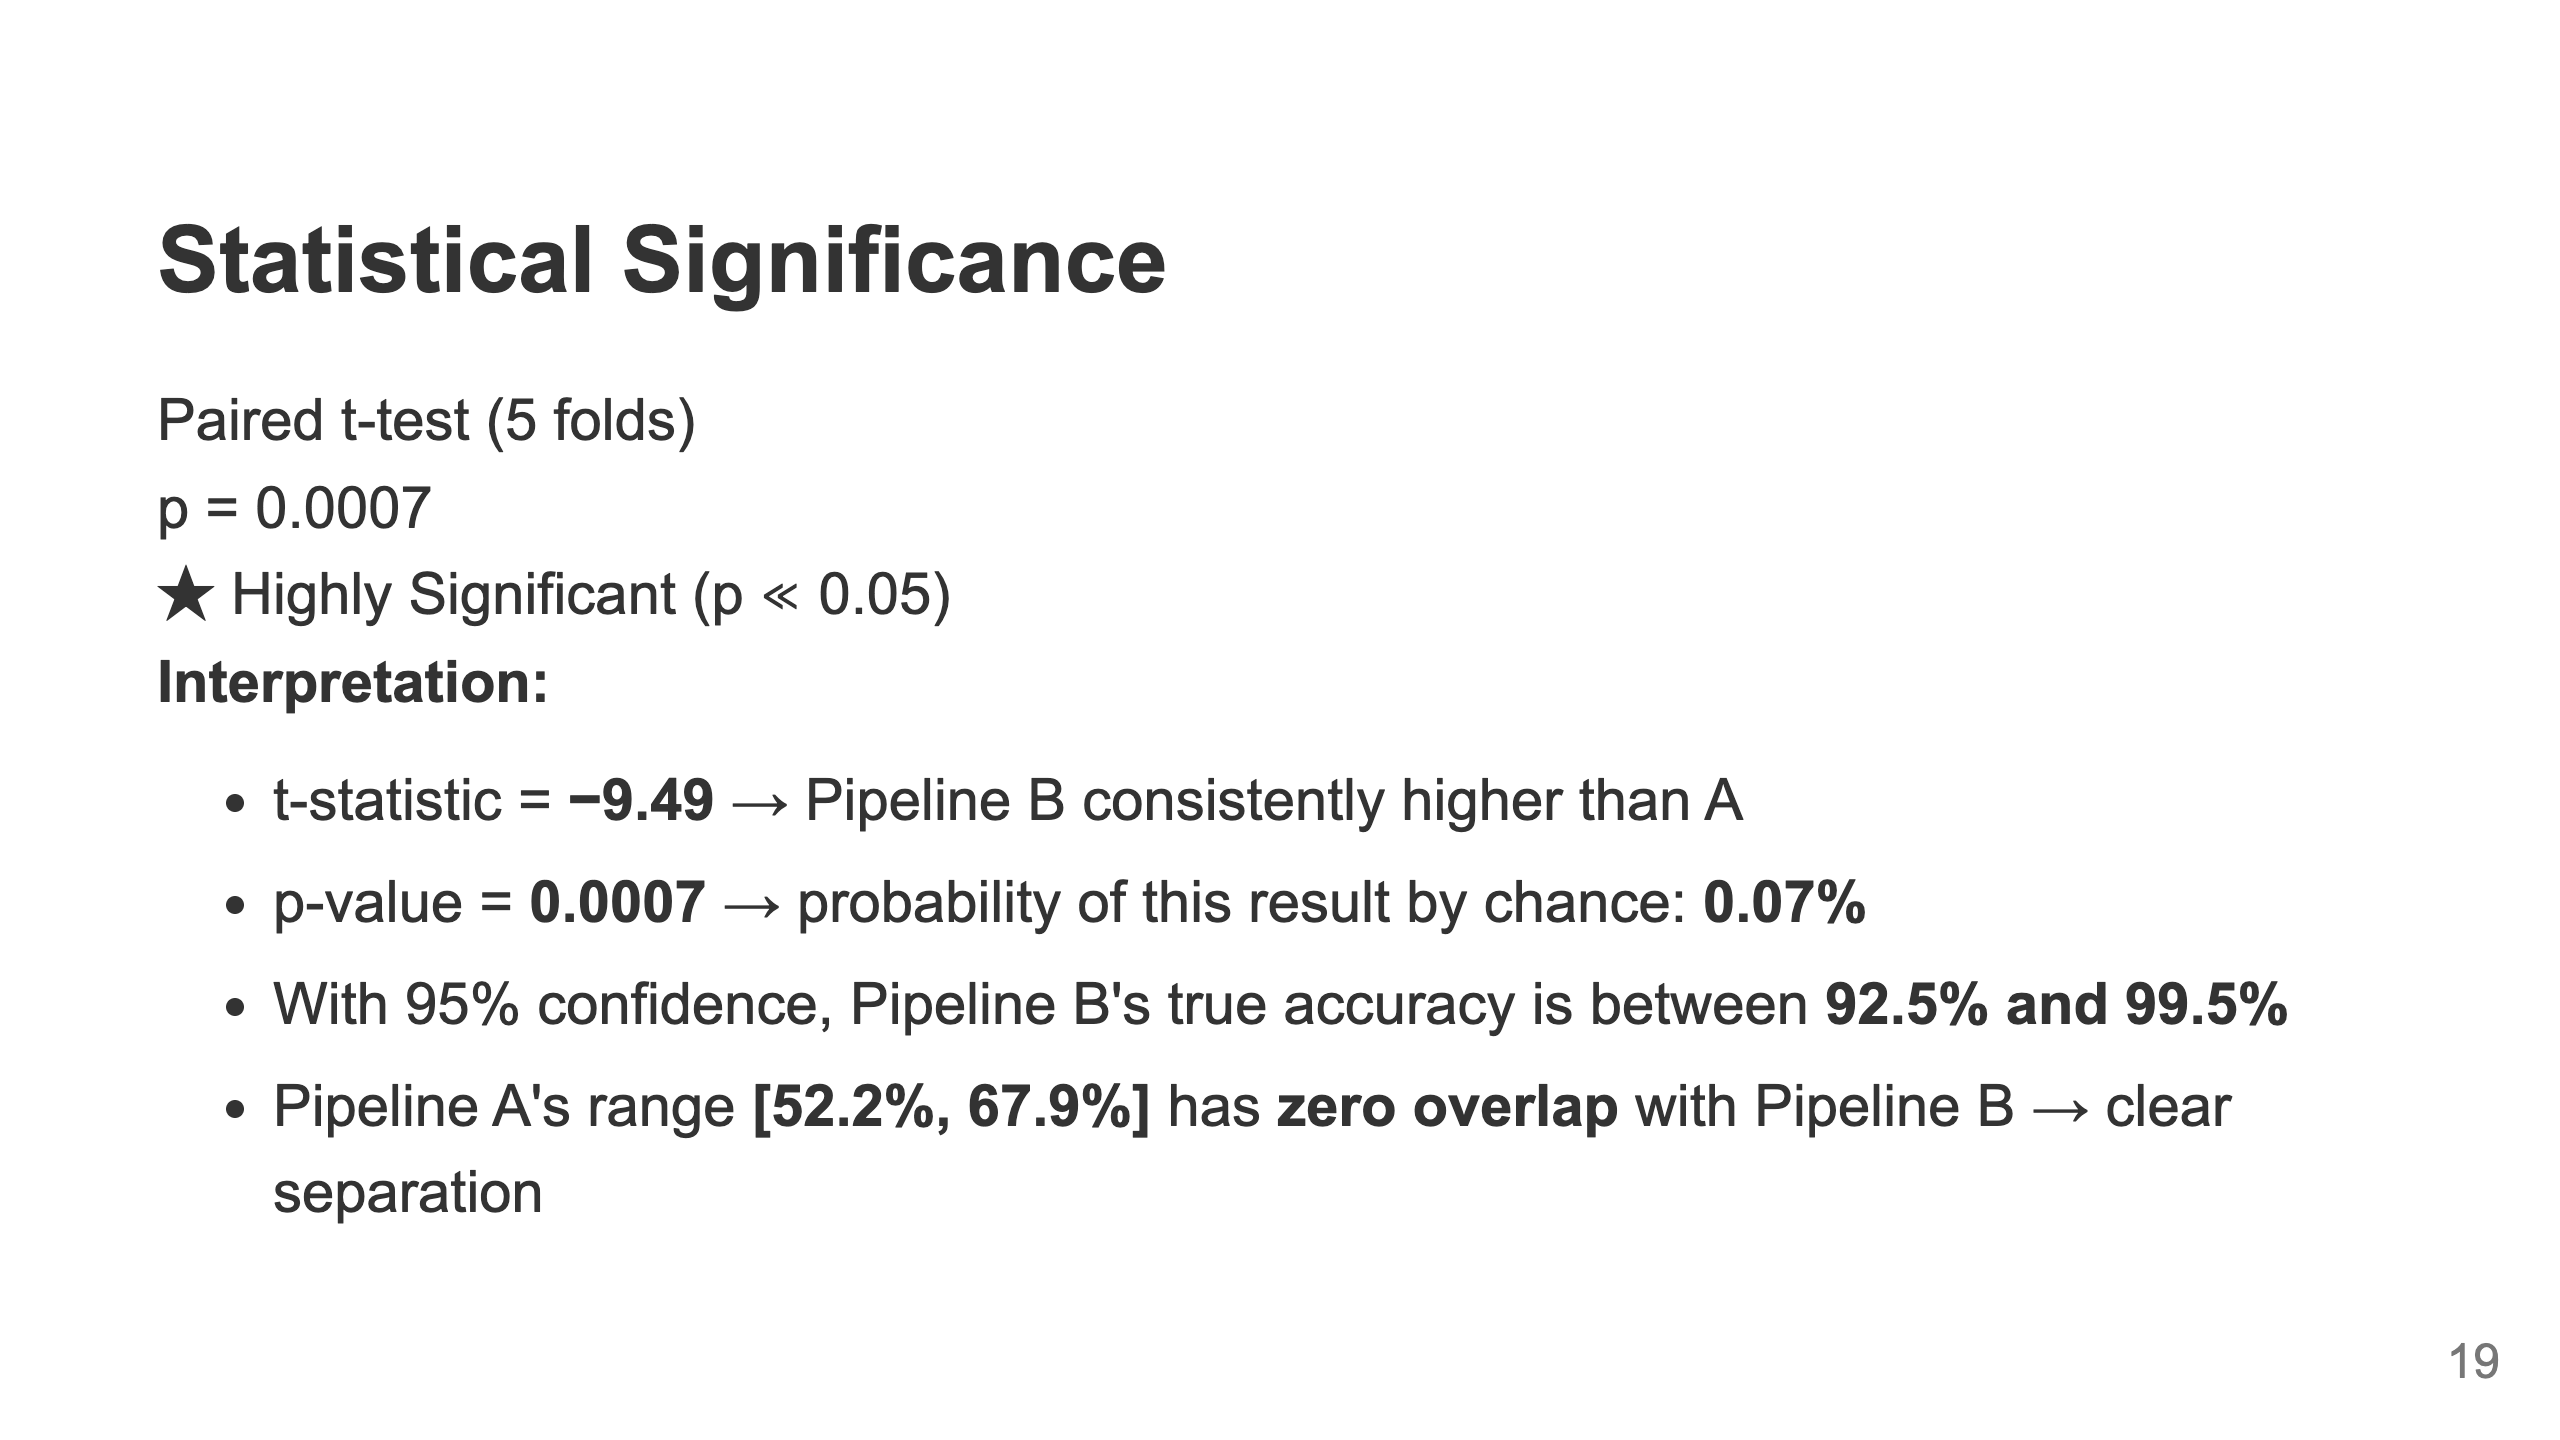 Statistical Significance
Paired t-test (5 folds)
p = 0.0007
★ Highly Significant (p ≪ 0.05)
Interpretation:
• t-statistic = −9.49 → Pipeline B consistently higher than A
• p-value = 0.0007 → probability of this result by chance: 0.07%
• With 95% confidence, Pipeline B's true accuracy is between 92.5% and 99.5%
• Pipeline A's range [52.2%, 67.9%] has zero overlap with Pipeline B → clear
separation
19